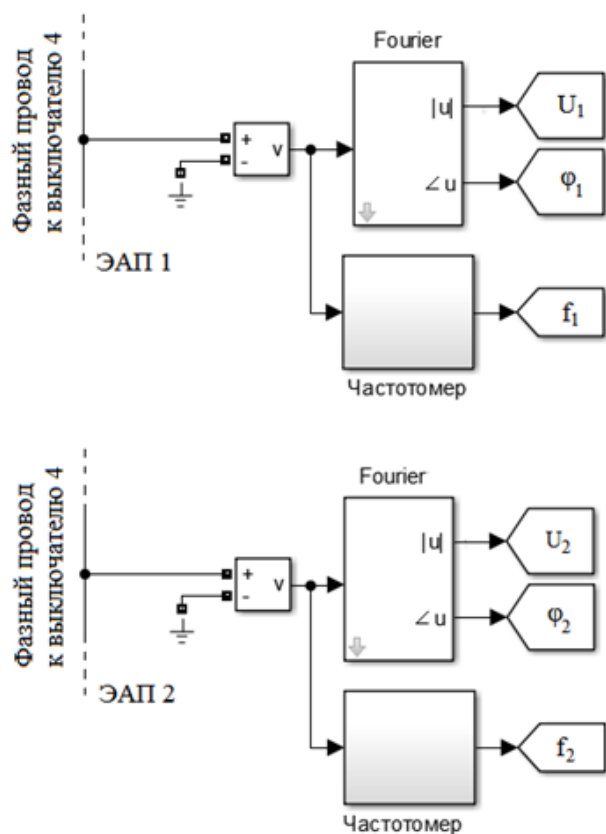 Fourier
Фазный провод
к выключателю 4
+
-
v
|u|
∠u
U₁
φ₁
ЭАП 1
f₁
Частотомер
Fourier
Фазный провод
к выключателю 4
+
-
v
|u|
∠u
U₂
φ₂
ЭАП 2
f₂
Частотомер